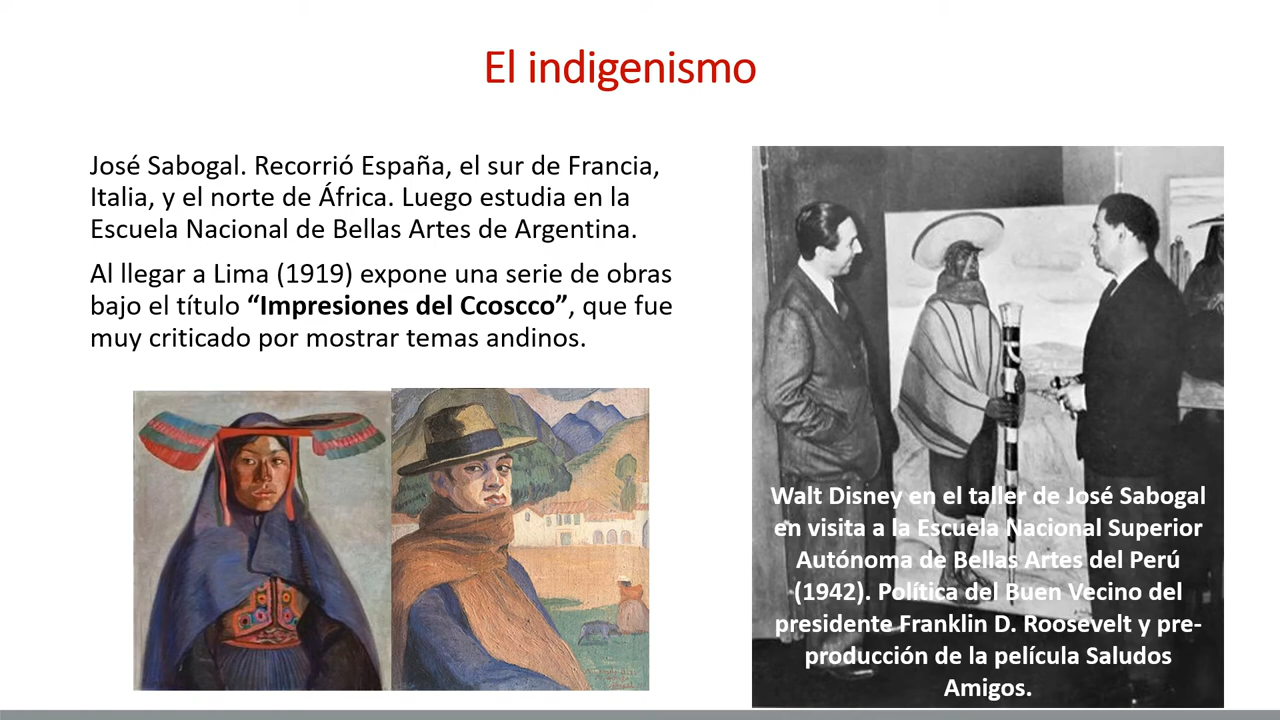 El indigenismo
José Sabogal. Recorrió España, el sur de Francia,
Italia, y el norte de África. Luego estudia en la
Escuela Nacional de Bellas Artes de Argentina.
Al llegar a Lima (1919) expone una serie de obras
bajo el título “Impresiones del Ccoscco”, que fue
muy criticado por mostrar temas andinos.
Walt Disney en el taller de José Sabogal
en visita a la Escuela Nacional Superior
Autónoma de Bellas Artes del Perú
(1942). Política del Buen Vecino del
presidente Franklin D. Roosevelt y pre-
producción de la película Saludos
Amigos.